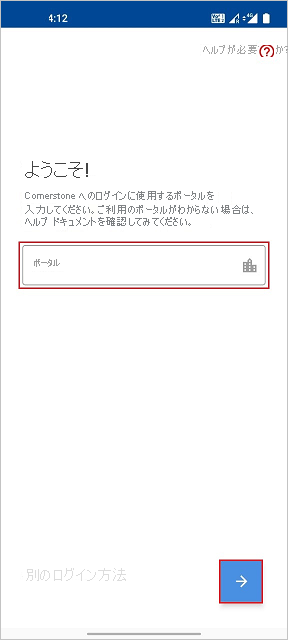 4:12
ヘルプが必要ですか?
ようこそ!
Cornerstone へのログインに使用するポータルを
入力してください。ご利用のポータルがわからない場合は、
ヘルプ ドキュメントを確認してみてください。
ポータル
別のログイン方法